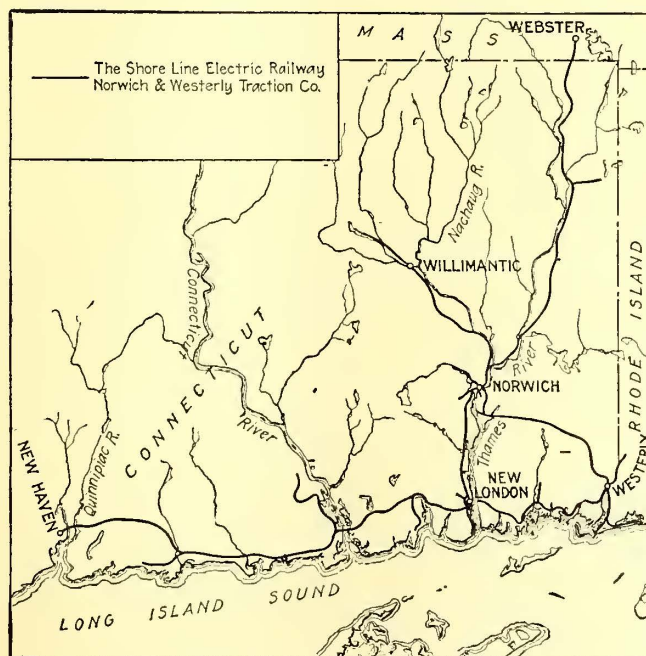 M A S S
WEBSTER
The Shore Line Electric Railway
Norwich & Westerly Traction Co.
Nachaug R.
WILLIMANTIC
Connecticut
River
CONNECTICUT
RHODE ISLAND
River
NORWICH
Quinnipiac R.
Thames
NEW HAVEN
NEW
LONDON
WESTERLY
LONG ISLAND SOUND